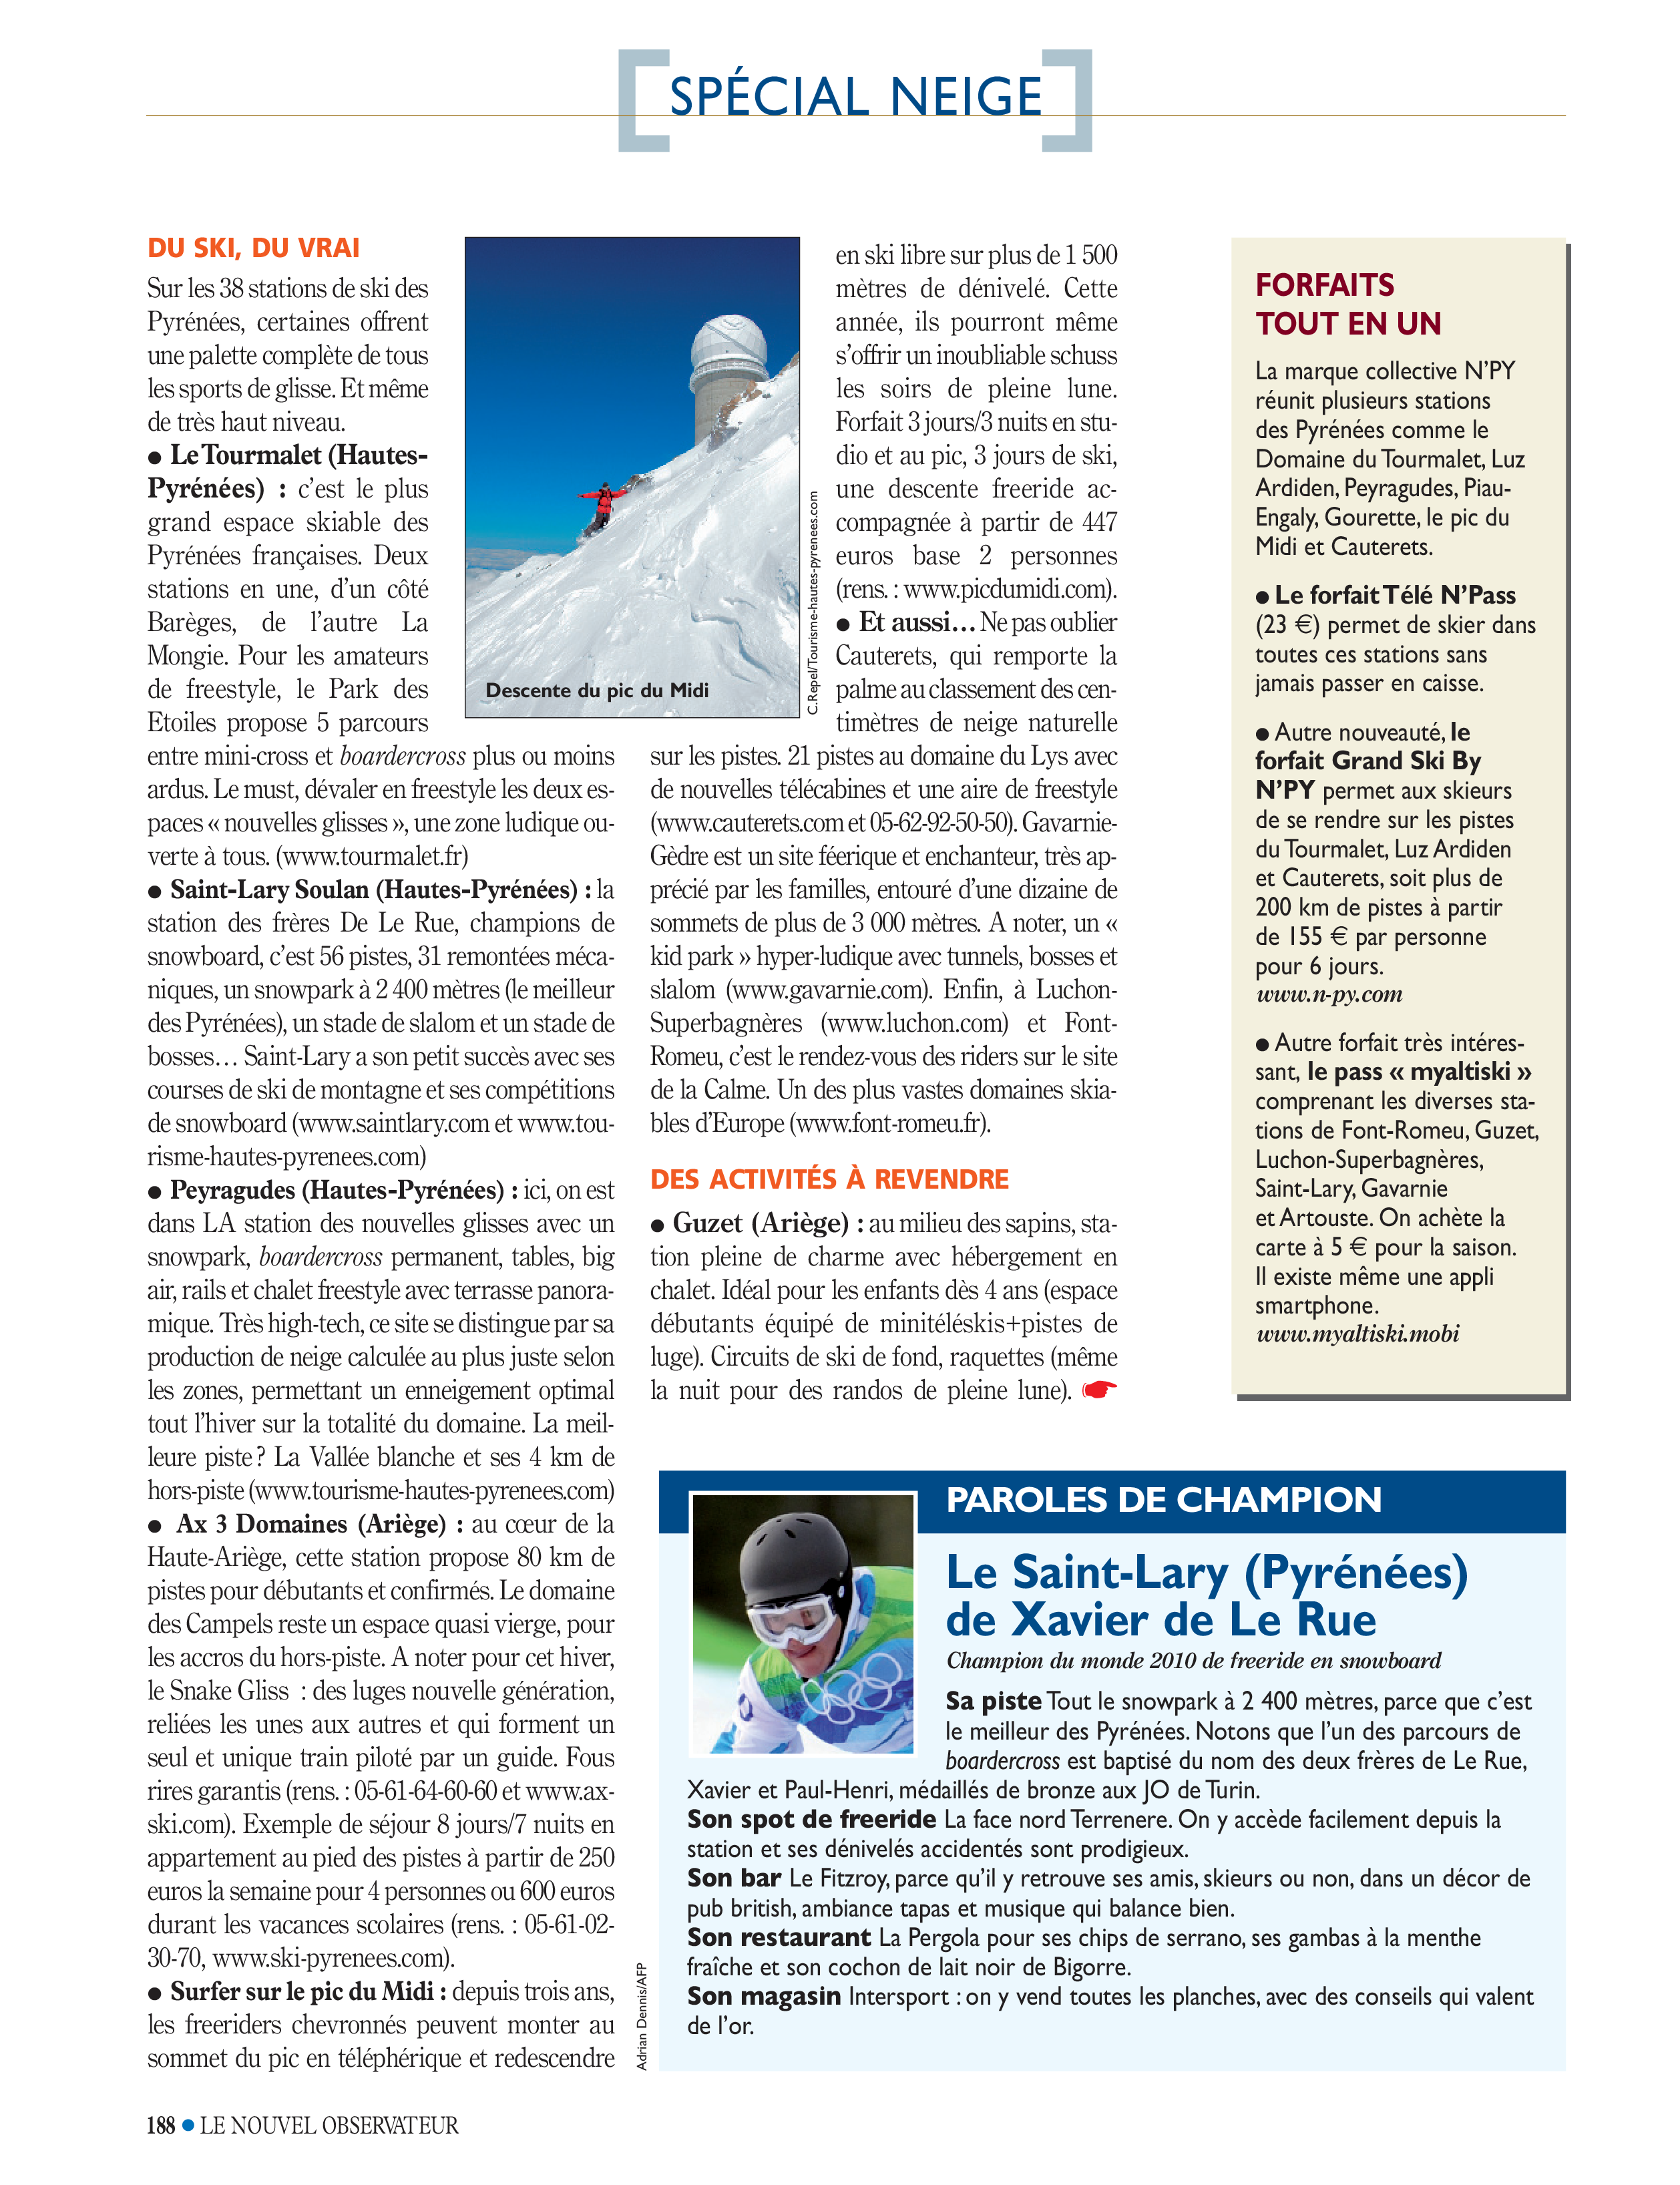 SPÉCIAL NEIGE
DU SKI, DU VRAI
Sur les 38 stations de ski des
Pyrénées, certaines offrent
une palette complète de tous
les sports de glisse. Et même
de très haut niveau.
● Le Tourmalet (Hautes-
Pyrénées) : c’est le plus
grand espace skiable des
Pyrénées françaises. Deux
stations en une, d’un côté
Barèges, de l’autre La
Mongie. Pour les amateurs
de freestyle, le Park des
Etoiles propose 5 parcours
entre mini-cross et boardercross plus ou moins
ardus. Le must, dévaler en freestyle les deux es-
paces « nouvelles glisses », une zone ludique ou-
verte à tous. (www.tourmalet.fr)
● Saint-Lary Soulan (Hautes-Pyrénées) : la
station des frères De Le Rue, champions de
snowboard, c’est 56 pistes, 31 remontées méca-
niques, un snowpark à 2 400 mètres (le meilleur
des Pyrénées), un stade de slalom et un stade de
bosses… Saint-Lary a son petit succès avec ses
courses de ski de montagne et ses compétitions
de snowboard (www.saintlary.com et www.tou-
risme-hautes-pyrenees.com)
● Peyragudes (Hautes-Pyrénées) : ici, on est
dans LA station des nouvelles glisses avec un
snowpark, boardercross permanent, tables, big
air, rails et chalet freestyle avec terrasse panora-
mique. Très high-tech, ce site se distingue par sa
production de neige calculée au plus juste selon
les zones, permettant un enneigement optimal
tout l’hiver sur la totalité du domaine. La meil-
leure piste ? La Vallée blanche et ses 4 km de
hors-piste (www.tourisme-hautes-pyrenees.com)
● Ax 3 Domaines (Ariège) : au cœur de la
Haute-Ariège, cette station propose 80 km de
pistes pour débutants et confirmés. Le domaine
des Campels reste un espace quasi vierge, pour
les accros du hors-piste. A noter pour cet hiver,
le Snake Gliss : des luges nouvelle génération,
reliées les unes aux autres et qui forment un
seul et unique train piloté par un guide. Fous
rires garantis (rens. : 05-61-64-60-60 et www.ax-
ski.com). Exemple de séjour 8 jours/7 nuits en
appartement au pied des pistes à partir de 250
euros la semaine pour 4 personnes ou 600 euros
durant les vacances scolaires (rens. : 05-61-02-
30-70, www.ski-pyrenees.com).
● Surfer sur le pic du Midi : depuis trois ans,
les freeriders chevronnés peuvent monter au
sommet du pic en téléphérique et redescendre
Descente du pic du Midi
C.Repel/Tourisme-hautes-pyrenees.com
en ski libre sur plus de 1 500
mètres de dénivelé. Cette
année, ils pourront même
s’offrir un inoubliable schuss
les soirs de pleine lune.
Forfait 3 jours/3 nuits en stu-
dio et au pic, 3 jours de ski,
une descente freeride ac-
compagnée à partir de 447
euros base 2 personnes
(rens. : www.picdumidi.com).
● Et aussi… Ne pas oublier
Cauterets, qui remporte la
palme au classement des cen-
timètres de neige naturelle
sur les pistes. 21 pistes au domaine du Lys avec
de nouvelles télécabines et une aire de freestyle
(www.cauterets.com et 05-62-92-50-50). Gavarnie-
Gèdre est un site féerique et enchanteur, très ap-
précié par les familles, entouré d’une dizaine de
sommets de plus de 3 000 mètres. A noter, un «
kid park » hyper-ludique avec tunnels, bosses et
slalom (www.gavarnie.com). Enfin, à Luchon-
Superbagnères (www.luchon.com) et Font-
Romeu, c’est le rendez-vous des riders sur le site
de la Calme. Un des plus vastes domaines skia-
bles d’Europe (www.font-romeu.fr).
DES ACTIVITÉS À REVENDRE
● Guzet (Ariège) : au milieu des sapins, sta-
tion pleine de charme avec hébergement en
chalet. Idéal pour les enfants dès 4 ans (espace
débutants équipé de minitéléskis+pistes de
luge). Circuits de ski de fond, raquettes (même
la nuit pour des randos de pleine lune).
FORFAITS
TOUT EN UN
La marque collective N’PY
réunit plusieurs stations
des Pyrénées comme le
Domaine du Tourmalet, Luz
Ardiden, Peyragudes, Piau-
Engaly, Gourette, le pic du
Midi et Cauterets.
● Le forfait Télé N’Pass
(23 €) permet de skier dans
toutes ces stations sans
jamais passer en caisse.
● Autre nouveauté, le
forfait Grand Ski By
N’PY permet aux skieurs
de se rendre sur les pistes
du Tourmalet, Luz Ardiden
et Cauterets, soit plus de
200 km de pistes à partir
de 155 € par personne
pour 6 jours.
www.n-py.com
● Autre forfait très intéres-
sant, le pass « myaltiski »
comprenant les diverses sta-
tions de Font-Romeu, Guzet,
Luchon-Superbagnères,
Saint-Lary, Gavarnie
et Artouste. On achète la
carte à 5 € pour la saison.
Il existe même une appli
smartphone.
www.myaltiski.mobi
PAROLES DE CHAMPION
Le Saint-Lary (Pyrénées)
de Xavier de Le Rue
Champion du monde 2010 de freeride en snowboard
Sa piste Tout le snowpark à 2 400 mètres, parce que c’est
le meilleur des Pyrénées. Notons que l’un des parcours de
boardercross est baptisé du nom des deux frères de Le Rue,
Xavier et Paul-Henri, médaillés de bronze aux JO de Turin.
Son spot de freeride La face nord Terrenere. On y accède facilement depuis la
station et ses dénivelés accidentés sont prodigieux.
Son bar Le Fitzroy, parce qu’il y retrouve ses amis, skieurs ou non, dans un décor de
pub british, ambiance tapas et musique qui balance bien.
Son restaurant La Pergola pour ses chips de serrano, ses gambas à la menthe
fraîche et son cochon de lait noir de Bigorre.
Son magasin Intersport : on y vend toutes les planches, avec des conseils qui valent
de l’or.
Adrian Dennis/AFP
188 ● LE NOUVEL OBSERVATEUR